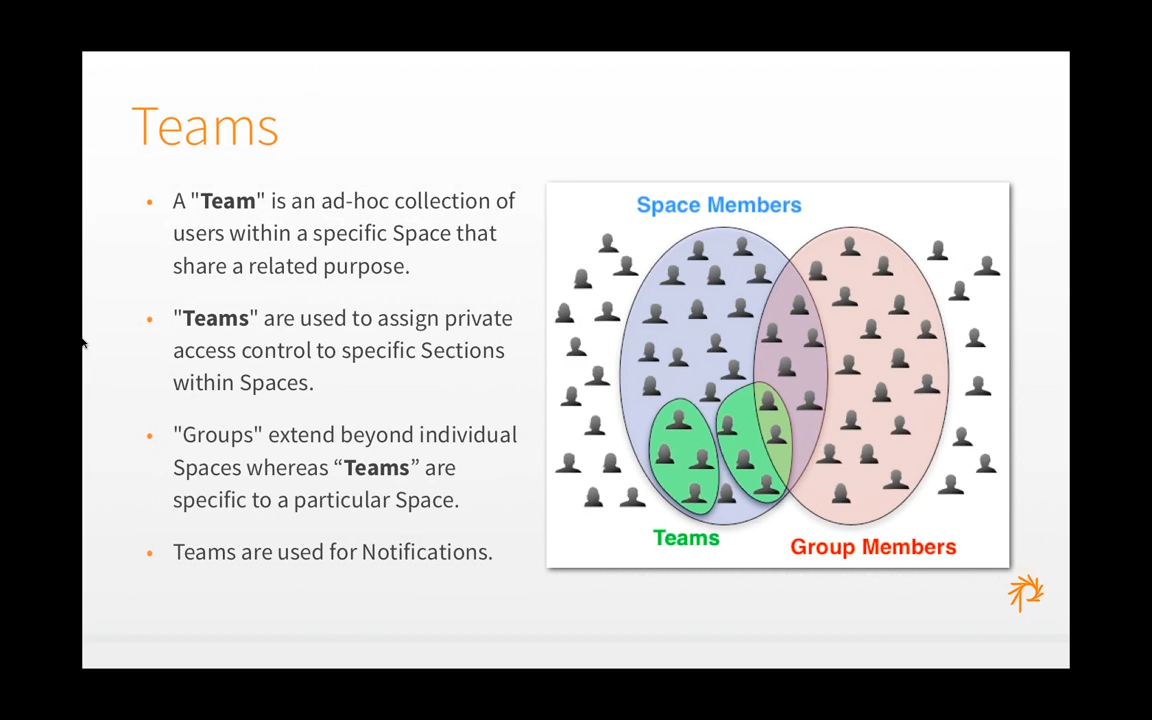 Teams
• A "Team" is an ad-hoc collection of
users within a specific Space that
share a related purpose.
• "Teams" are used to assign private
access control to specific Sections
within Spaces.
• "Groups" extend beyond individual
Spaces whereas “Teams” are
specific to a particular Space.
• Teams are used for Notifications.
Space Members
Teams
Group Members